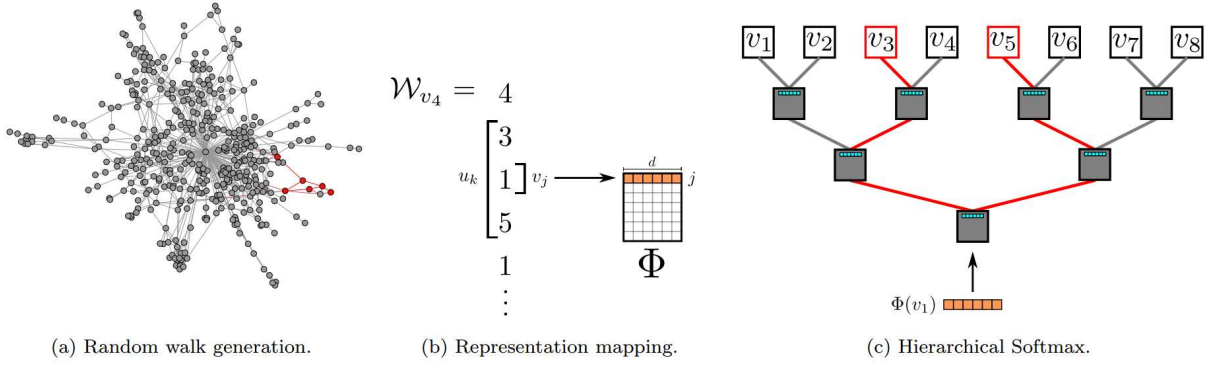 (a) Random walk generation.
𝒲_{v_4} = 4
3
u_k [ 1 ] v_j
5
1
⋮
d
j
Φ
(b) Representation mapping.
v_1 v_2 v_3 v_4 v_5 v_6 v_7 v_8
Φ(v_1)
(c) Hierarchical Softmax.